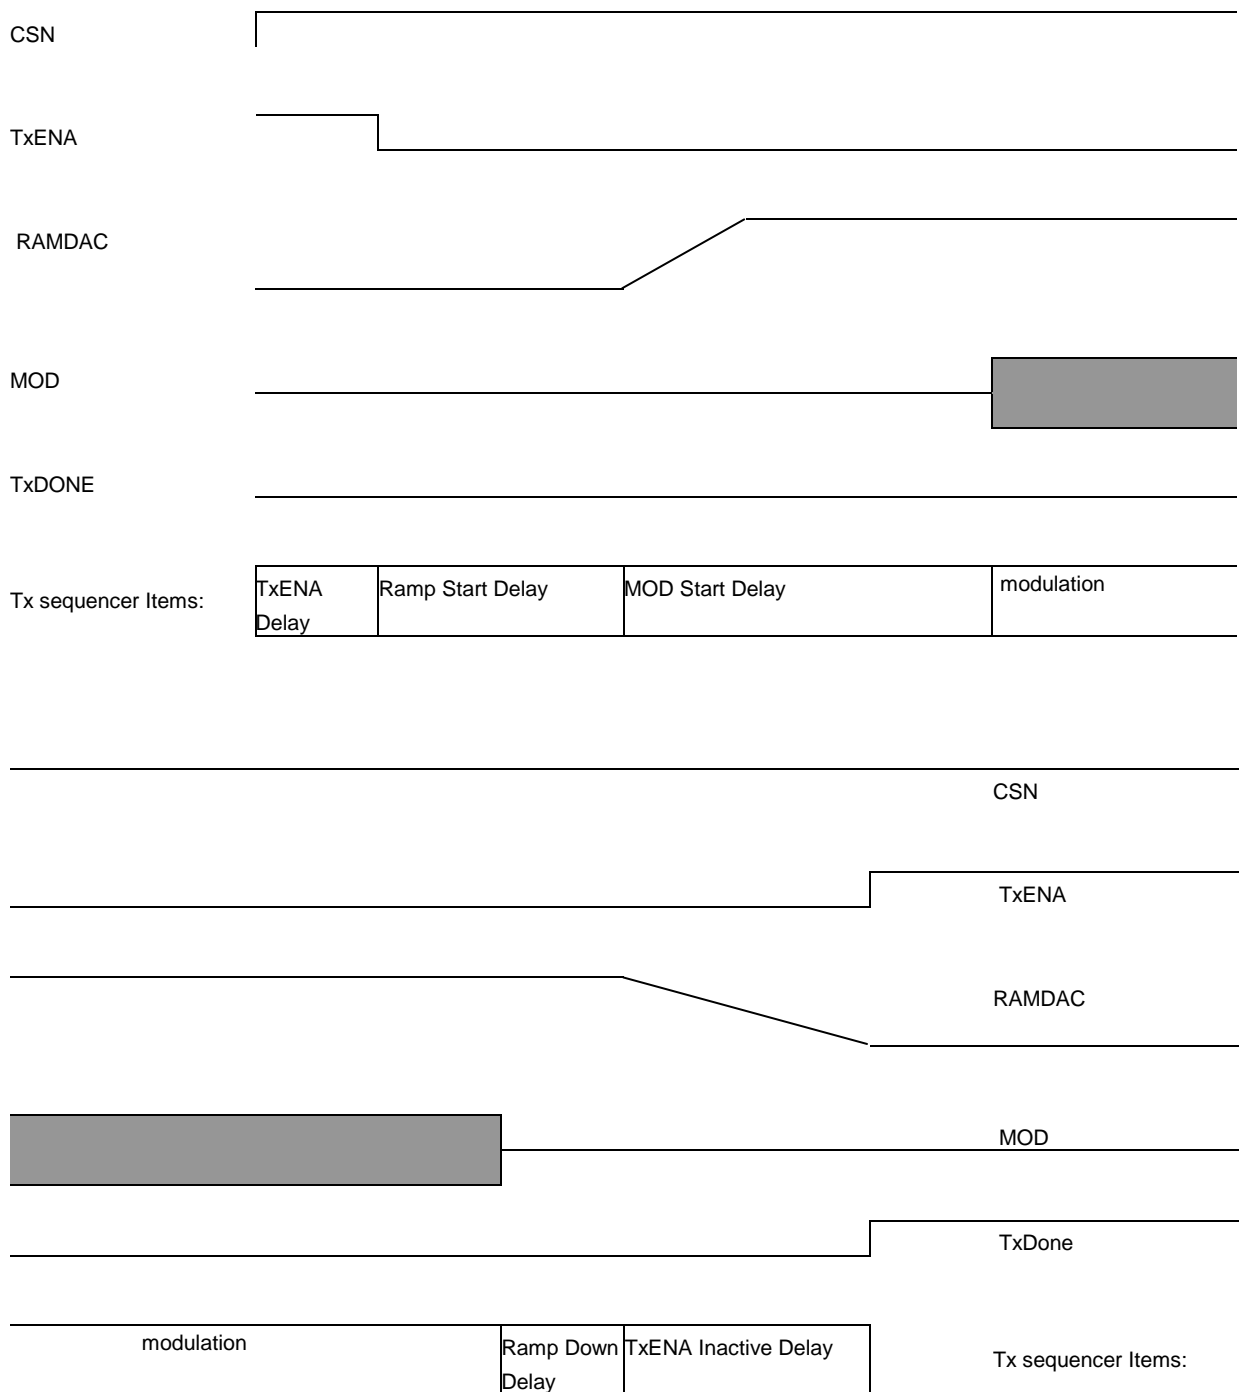 CSN
TxENA
RAMDAC
MOD
TxDONE
Tx sequencer Items:
TxENA
Delay
Ramp Start Delay
MOD Start Delay
modulation
CSN
TxENA
RAMDAC
MOD
TxDone
modulation
Ramp Down
Delay
TxENA Inactive Delay
Tx sequencer Items: